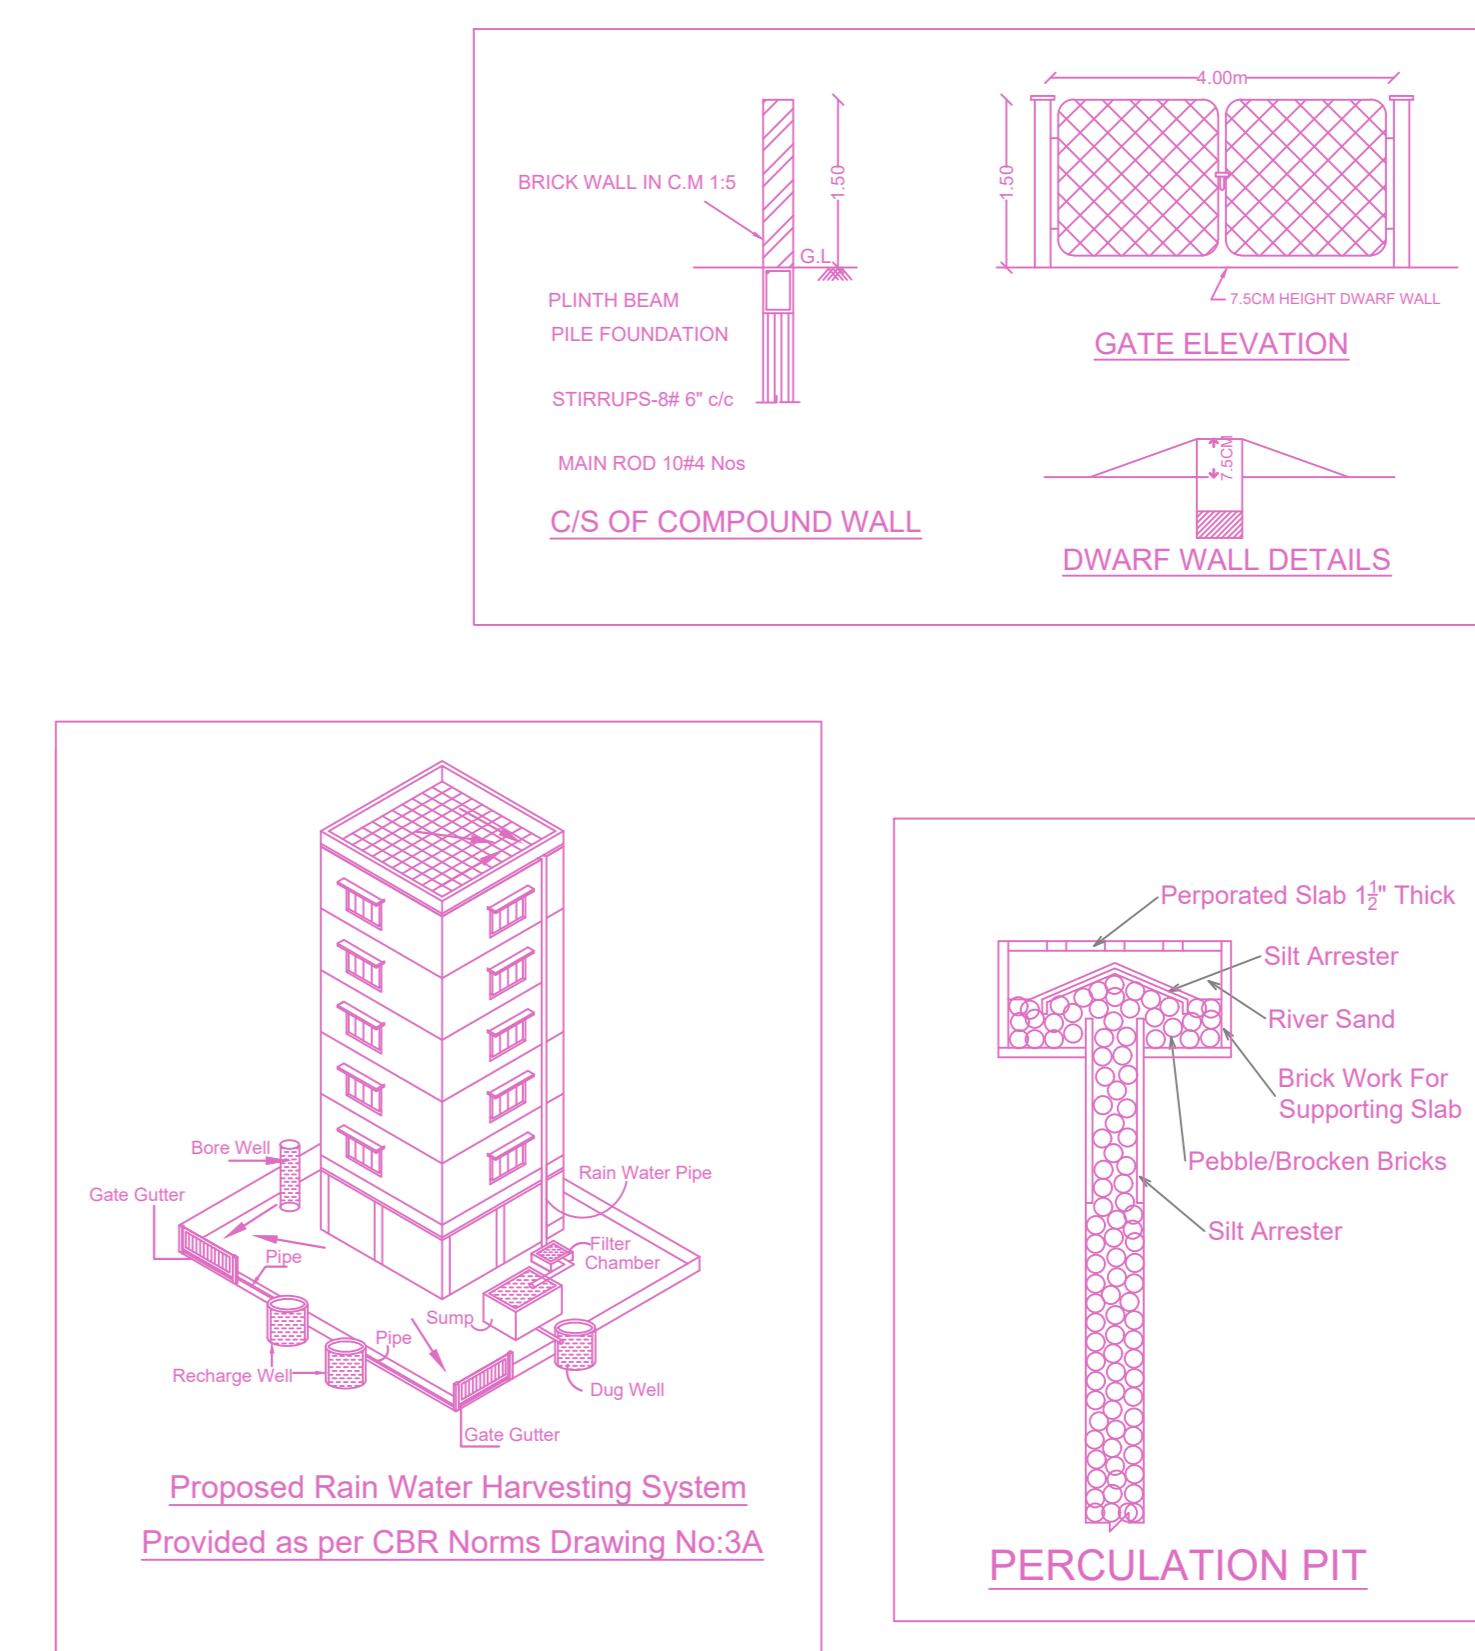 BRICK WALL IN C.M 1:5
1.50
G.L
PLINTH BEAM
PILE FOUNDATION
STIRRUPS-8# 6" c/c
MAIN ROD 10#4 Nos
C/S OF COMPOUND WALL
4.00m
1.50
7.5CM HEIGHT DWARF WALL
GATE ELEVATION
7.5CM
DWARF WALL DETAILS
Bore Well
Gate Gutter
Pipe
Rain Water Pipe
Filter
Chamber
Sump
Pipe
Recharge Well
Dug Well
Gate Gutter
Proposed Rain Water Harvesting System
Provided as per CBR Norms Drawing No:3A
Perporated Slab 1½" Thick
Silt Arrester
River Sand
Brick Work For
Supporting Slab
Pebble/Brocken Bricks
Silt Arrester
PERCULATION PIT